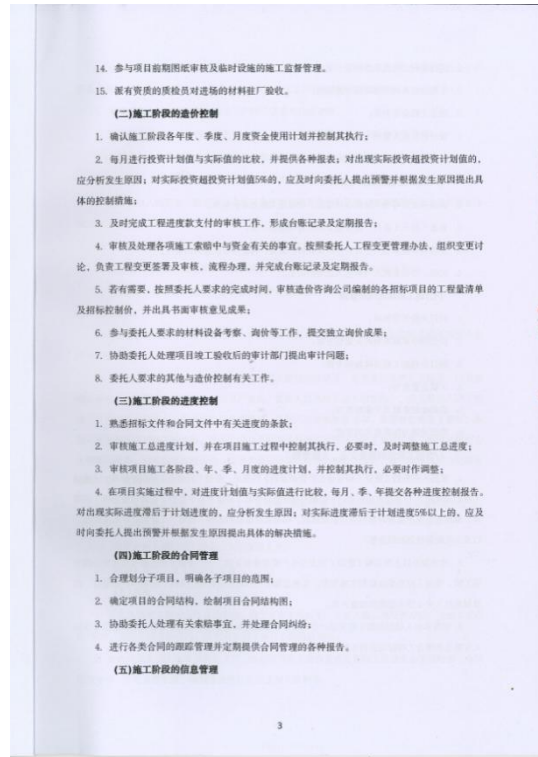 14. 参与项目前期图纸审核及临时设施的施工监督管理。
15. 派有资质的质检员对进场的材料驻厂验收。
(二)施工阶段的造价控制
1. 确认施工阶段各年度、季度、月度资金使用计划并控制其执行；
2. 每月进行投资计划值与实际值的比较，并提供各种报表；对出现实际投资超投资计划值的，
应分析发生原因；对实际投资超投资计划值5%的，应及时向委托人提出预警并根据发生原因提出具
体的控制措施；
3. 及时完成工程进度款支付的审核工作，形成台账记录及定期报告；
4. 审核及处理各项施工索赔中与资金有关的事宜。按照委托人工程变更管理办法，组织变更讨
论，负责工程变更签署及审核，流程办理，并完成台账记录及定期报告。
5. 若有需要，按照委托人要求的完成时间，审核造价咨询公司编制的各招标项目的工程量清单
及招标控制价，并出具书面审核意见成果；
6. 参与委托人要求的材料设备考察、询价等工作，提交独立询价成果；
7. 协助委托人处理项目竣工验收后的审计部门提出审计问题；
8. 委托人要求的其他与造价控制有关工作。
(三)施工阶段的进度控制
1. 熟悉招标文件和合同文件中有关进度的条款；
2. 审核施工总进度计划，并在项目施工过程中控制其执行，必要时，及时调整施工总进度；
3. 审核项目施工各阶段、年、季、月度的进度计划，并控制其执行，必要时作调整；
4. 在项目实施过程中，对进度计划值与实际值进行比较，每月、季、年提交各种进度控制报告。
对出现实际进度滞后于计划进度的，应分析发生原因；对实际进度滞后于计划进度5%以上的，应及
时向委托人提出预警并根据发生原因提出具体的解决措施。
(四)施工阶段的合同管理
1. 合理划分子项目，明确各子项目的范围；
2. 确定项目的合同结构，绘制项目合同结构图；
3. 协助委托人处理有关索赔事宜，并处理合同纠纷；
4. 进行各类合同的跟踪管理并定期提供合同管理的各种报告。
(五)施工阶段的信息管理
3